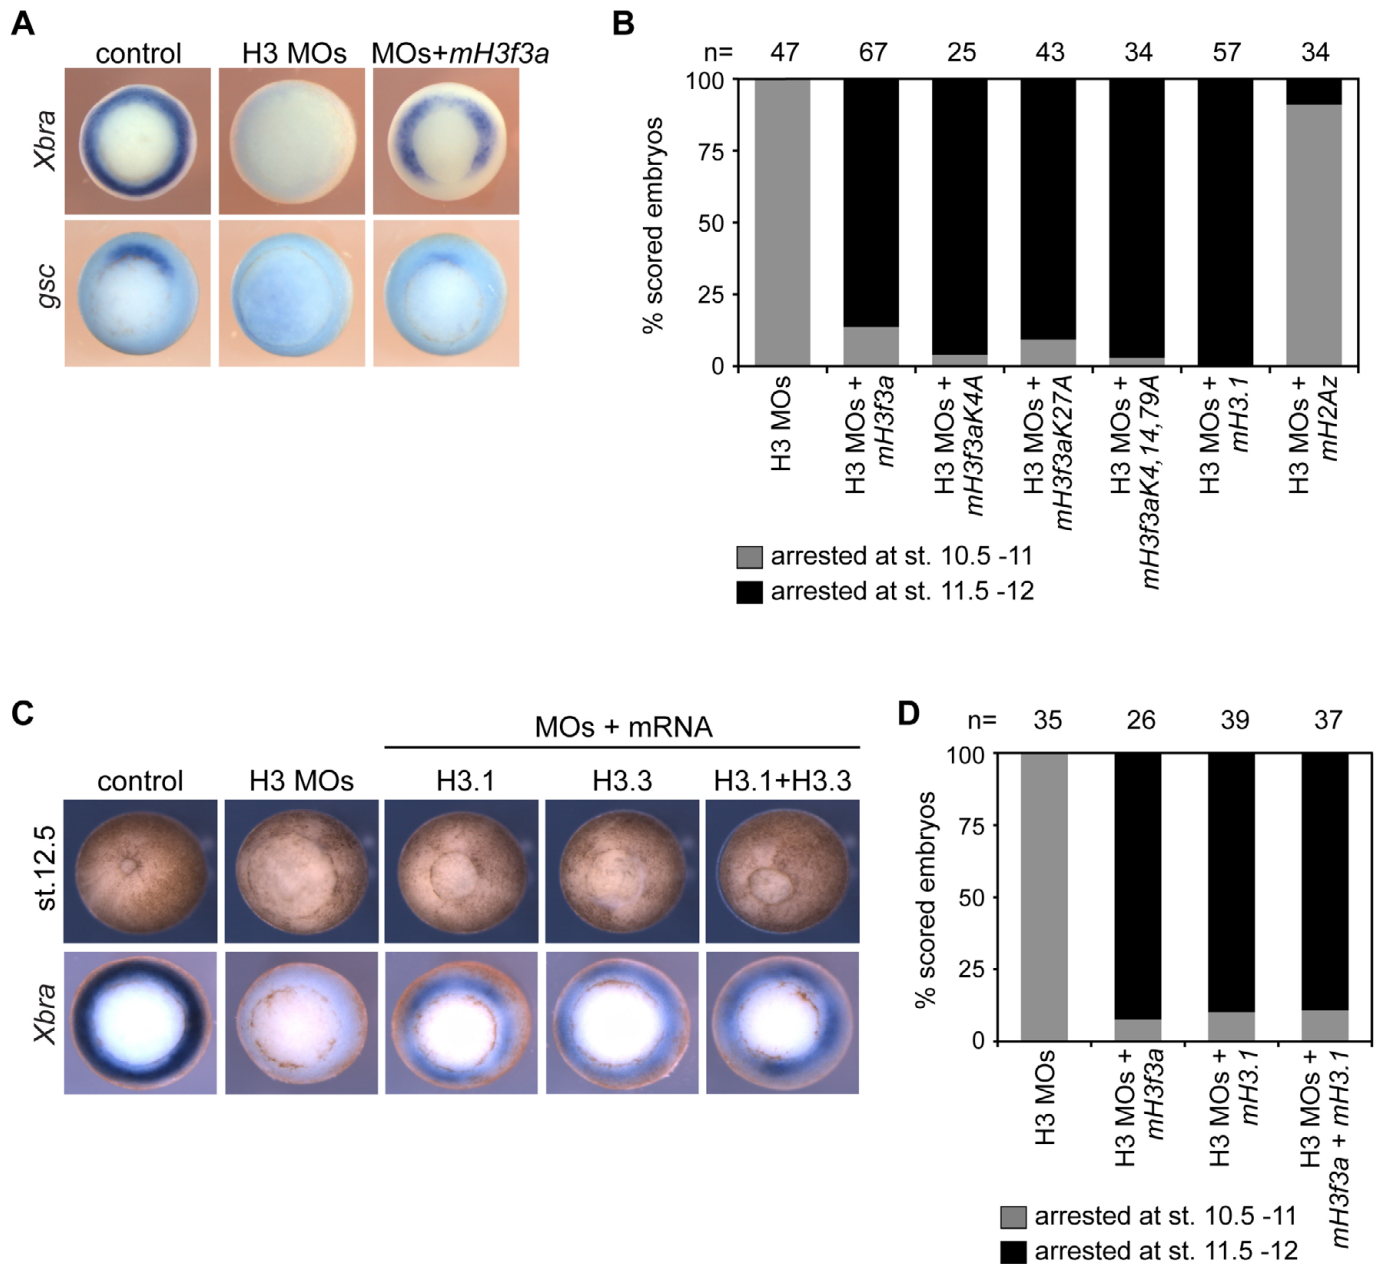 A
control
H3 MOs
MOs+mH3f3a
Xbra
gsc
B
n= 47 67 25 43 34 57 34
100
75
50
25
0
% scored embryos
H3 MOs
H3 MOs +
mH3f3a
H3 MOs +
mH3f3aK4A
H3 MOs +
mH3f3aK27A
H3 MOs +
mH3f3aK4,14,79A
H3 MOs +
mH3.1
H3 MOs +
mH2Az
arrested at st. 10.5 -11
arrested at st. 11.5 -12
C
MOs + mRNA
control
H3 MOs
H3.1
H3.3
H3.1+H3.3
st.12.5
Xbra
D
n= 35 26 39 37
100
75
50
25
0
% scored embryos
H3 MOs
H3 MOs +
mH3f3a
H3 MOs +
mH3.1
H3 MOs +
mH3f3a + mH3.1
arrested at st. 10.5 -11
arrested at st. 11.5 -12